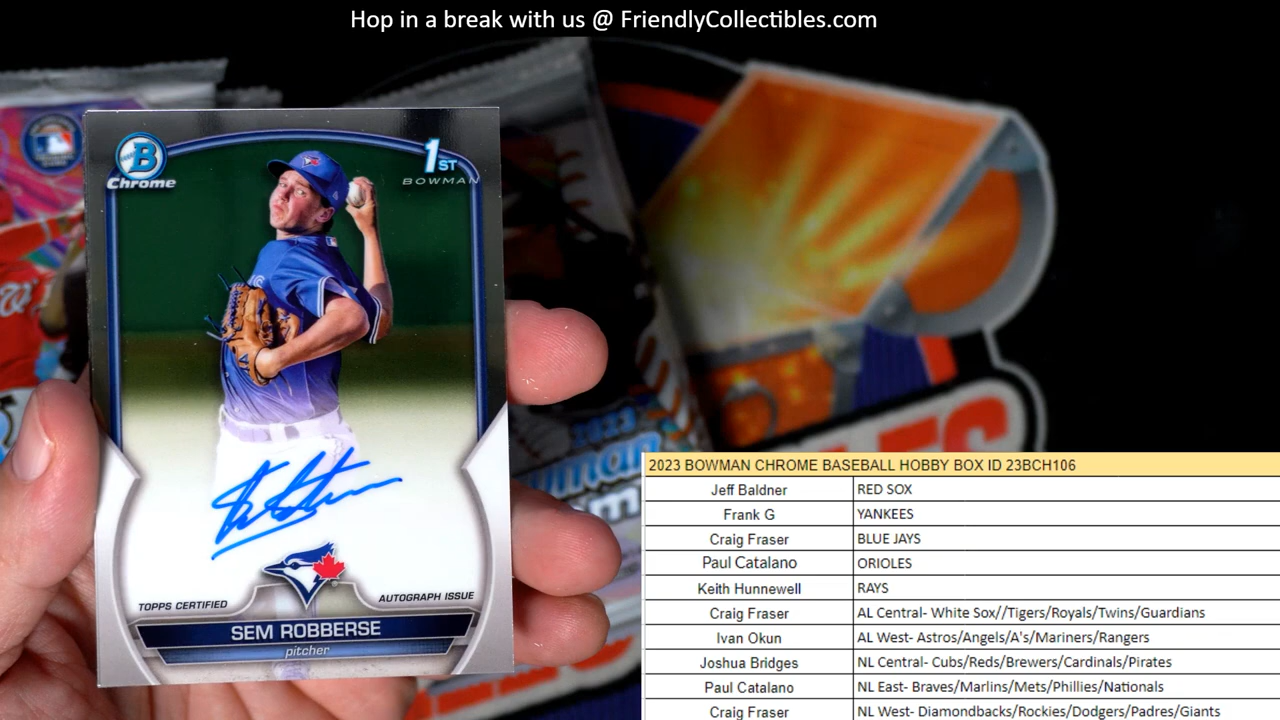 Hop in a break with us @ FriendlyCollectibles.com
B
Chrome
1ST
BOWMAN
TOPPS CERTIFIED
AUTOGRAPH ISSUE
SEM ROBBERSE
pitcher
2023
2023 BOWMAN CHROME BASEBALL HOBBY BOX ID 23BCH106
Jeff Baldner RED SOX
Frank G YANKEES
Craig Fraser BLUE JAYS
Paul Catalano ORIOLES
Keith Hunnewell RAYS
Craig Fraser AL Central- White Sox//Tigers/Royals/Twins/Guardians
Ivan Okun AL West- Astros/Angels/A's/Mariners/Rangers
Joshua Bridges NL Central- Cubs/Reds/Brewers/Cardinals/Pirates
Paul Catalano NL East- Braves/Marlins/Mets/Phillies/Nationals
Craig Fraser NL West- Diamondbacks/Rockies/Dodgers/Padres/Giants